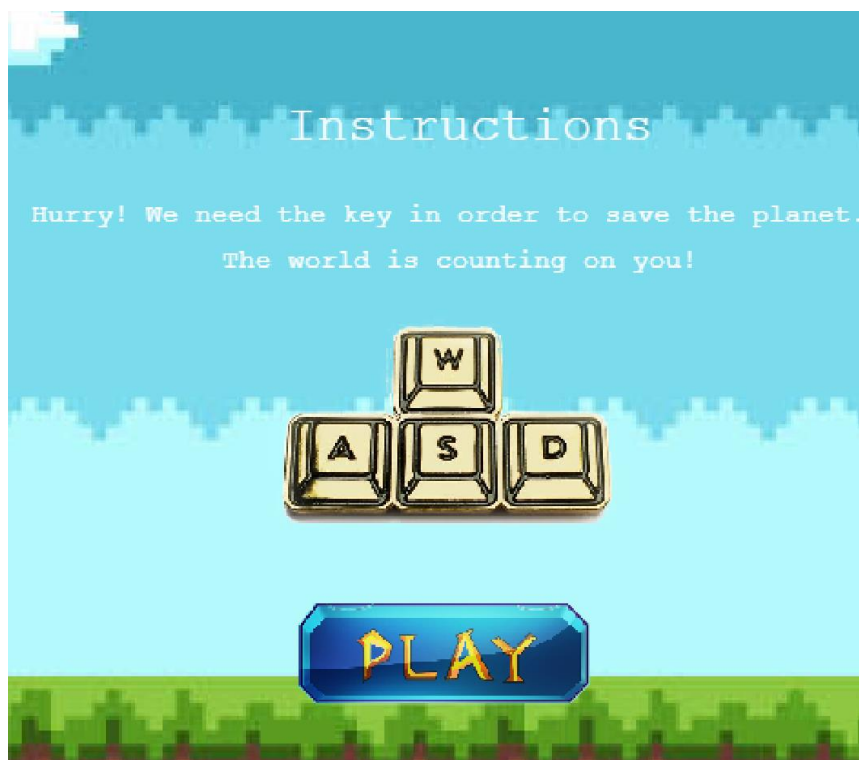 Instructions
Hurry! We need the key in order to save the planet.
The world is counting on you!
W
A S D
PLAY